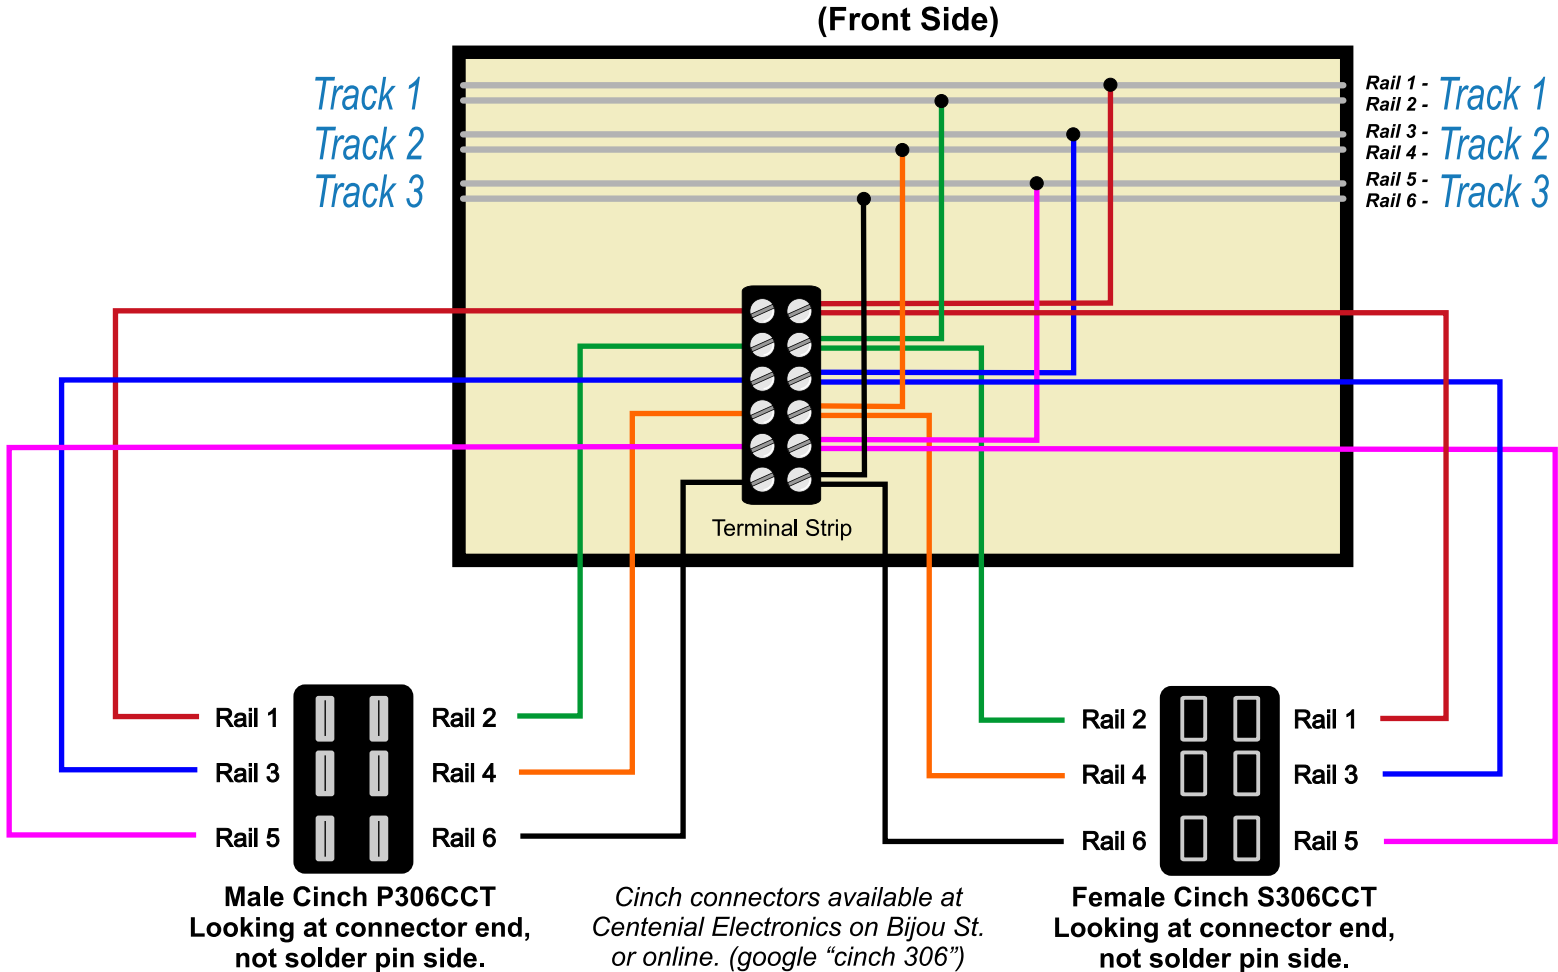 (Front Side)
Track 1
Track 2
Track 3
Rail 1 -
Rail 2 -
Track 1
Rail 3 -
Rail 4 -
Track 2
Rail 5 -
Rail 6 -
Track 3
Terminal Strip
Rail 1
Rail 2
Rail 3
Rail 4
Rail 5
Rail 6
Rail 2
Rail 1
Rail 4
Rail 3
Rail 6
Rail 5
Male Cinch P306CCT
Looking at connector end,
not solder pin side.
Cinch connectors available at
Centenial Electronics on Bijou St.
or online. (google “cinch 306”)
Female Cinch S306CCT
Looking at connector end,
not solder pin side.